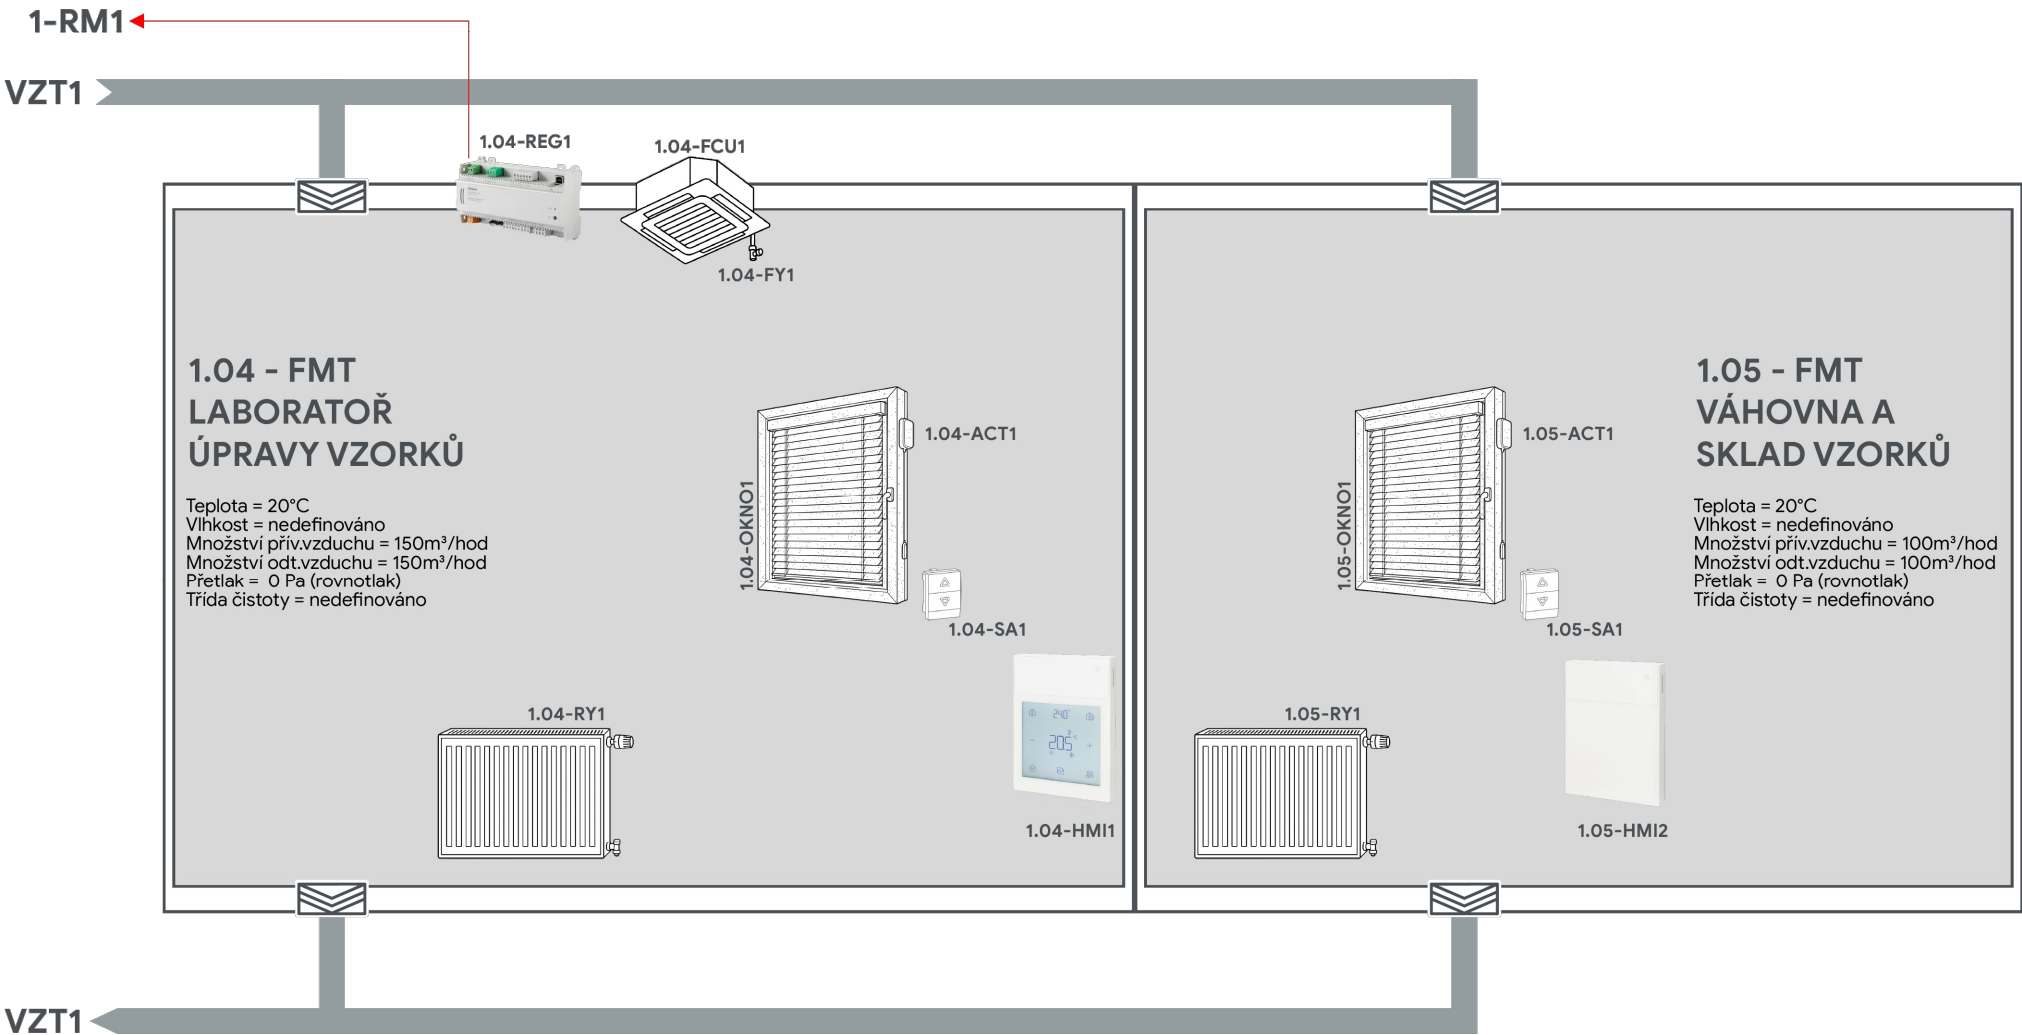 1-RM1
VZT1
1.04-REG1
1.04-FCU1
1.04-FY1
1.04 - FMT
LABORATOŘ
ÚPRAVY VZORKŮ
Teplota = 20°C
Vlhkost = nedefinováno
Množství přív.vzduchu = 150m³/hod
Množství odt.vzduchu = 150m³/hod
Přetlak = 0 Pa (rovnotlak)
Třída čistoty = nedefinováno
1.04-ACT1
1.04-OKNO1
1.04-SA1
1.04-RY1
24.0°
20.5
1.04-HMI1
1.05 - FMT
VÁHOVNA A
SKLAD VZORKŮ
Teplota = 20°C
Vlhkost = nedefinováno
Množství přív.vzduchu = 100m³/hod
Množství odt.vzduchu = 100m³/hod
Přetlak = 0 Pa (rovnotlak)
Třída čistoty = nedefinováno
1.05-ACT1
1.05-OKNO1
1.05-SA1
1.05-RY1
1.05-HMI2
VZT1